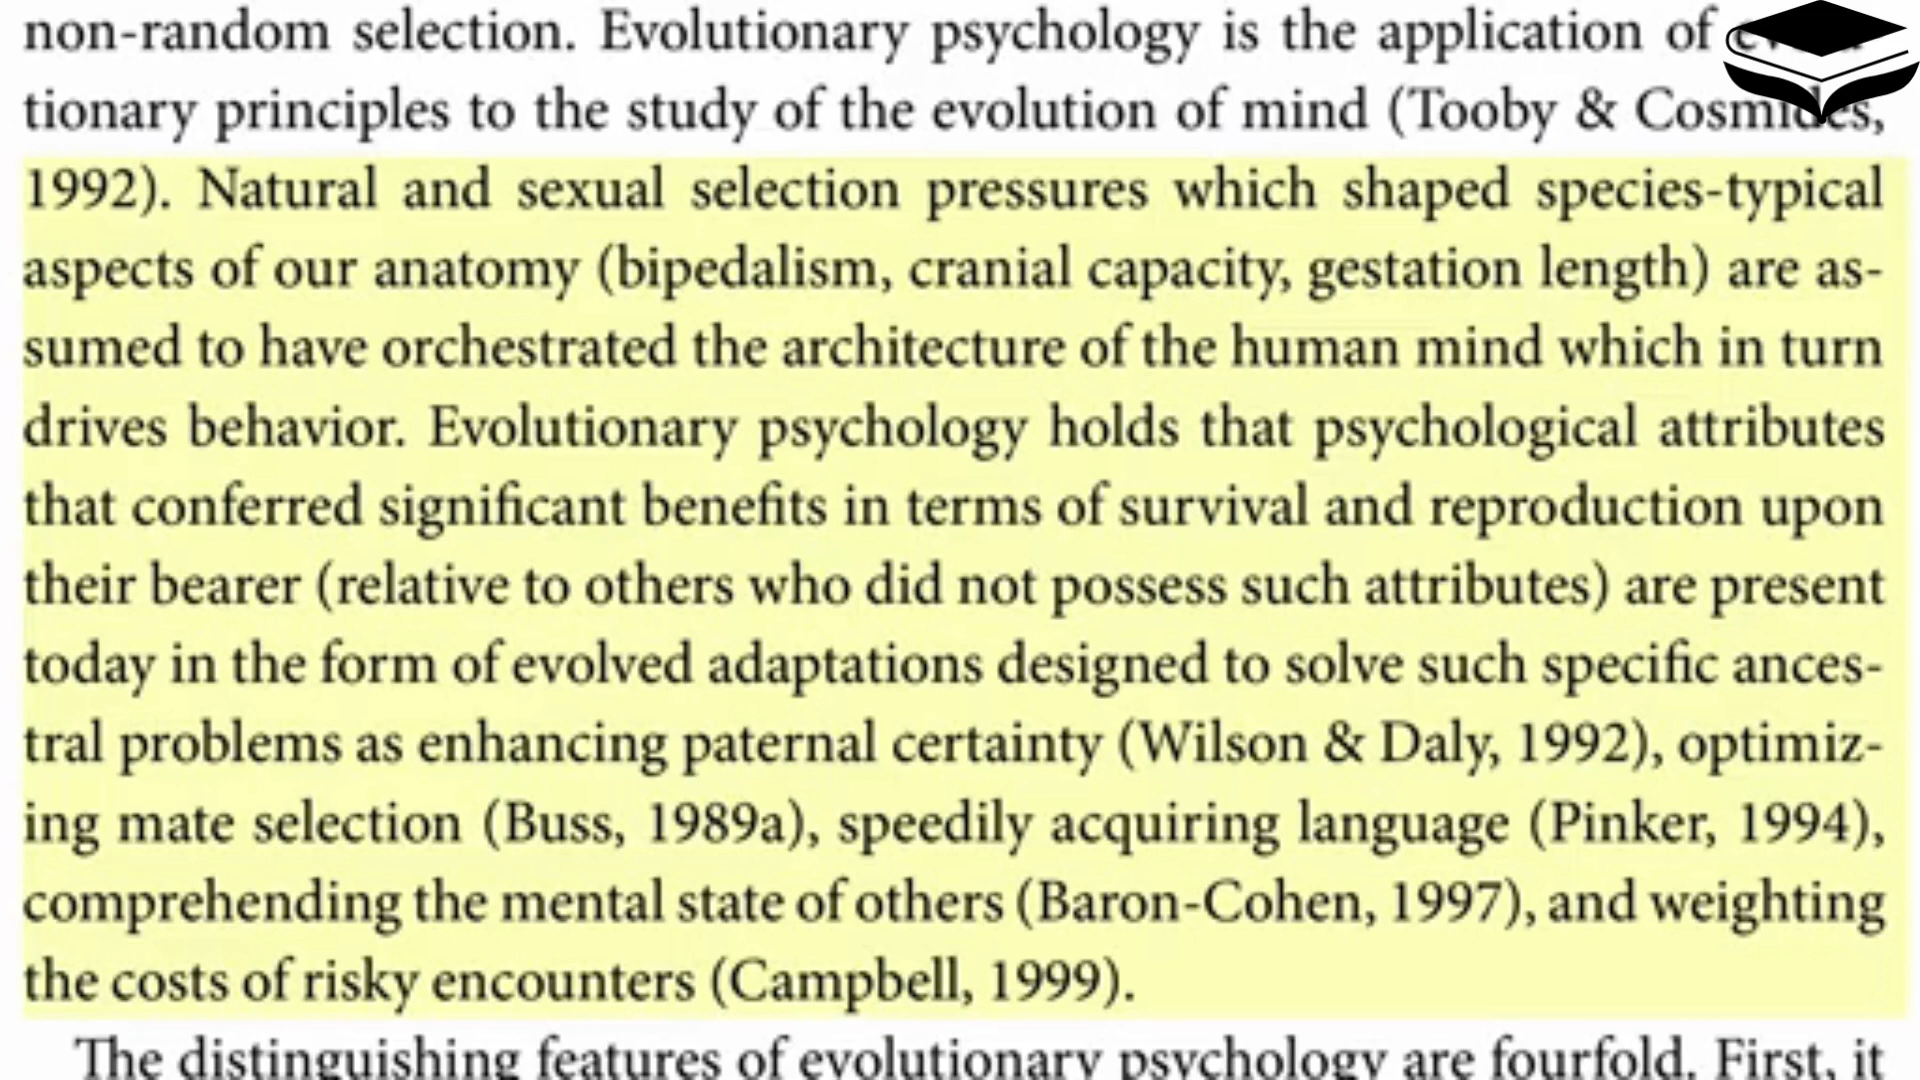 non-random selection. Evolutionary psychology is the application of
tionary principles to the study of the evolution of mind (Tooby & Cosmides,
1992). Natural and sexual selection pressures which shaped species-typical
aspects of our anatomy (bipedalism, cranial capacity, gestation length) are as-
sumed to have orchestrated the architecture of the human mind which in turn
drives behavior. Evolutionary psychology holds that psychological attributes
that conferred significant benefits in terms of survival and reproduction upon
their bearer (relative to others who did not possess such attributes) are present
today in the form of evolved adaptations designed to solve such specific ances-
tral problems as enhancing paternal certainty (Wilson & Daly, 1992), optimiz-
ing mate selection (Buss, 1989a), speedily acquiring language (Pinker, 1994),
comprehending the mental state of others (Baron-Cohen, 1997), and weighting
the costs of risky encounters (Campbell, 1999).
The distinguishing features of evolutionary psychology are fourfold. First, it